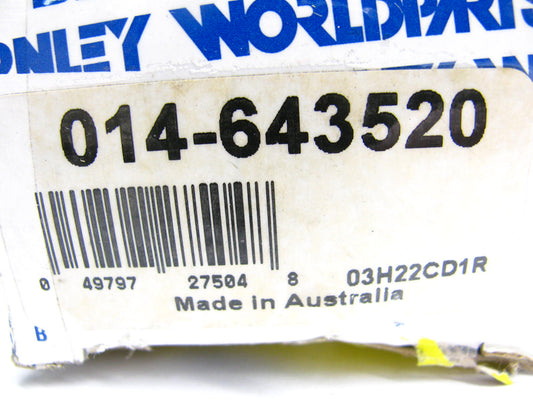 WORLDPARTS
014-643520
0 49797 27504 8 03H22CD1R
Made in Australia
B